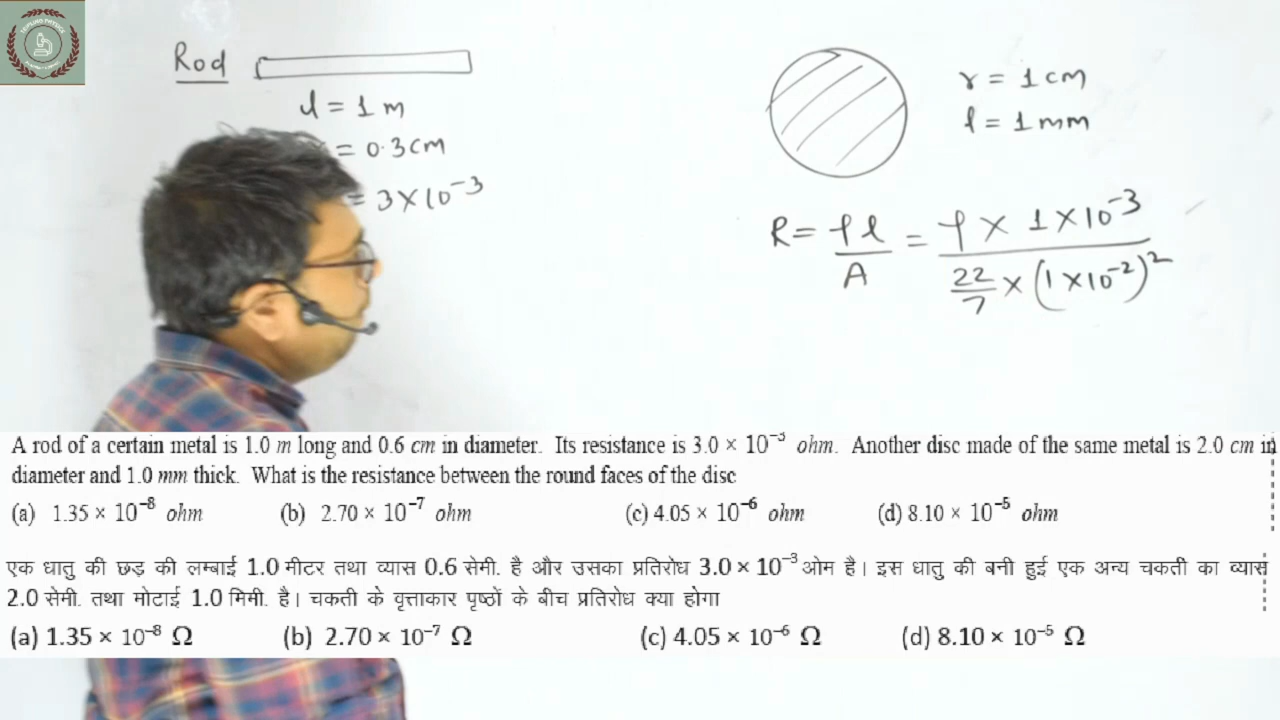 Rod
l = 1 m
= 0.3 cm
= 3 × 10⁻³
r = 1 cm
l = 1 mm
R = ρl/A = ρ × 1 × 10⁻³ / 22/7 × (1 × 10⁻²)²
A rod of a certain metal is 1.0 m long and 0.6 cm in diameter. Its resistance is 3.0 × 10⁻³ ohm. Another disc made of the same metal is 2.0 cm in
diameter and 1.0 mm thick. What is the resistance between the round faces of the disc
(a) 1.35 × 10⁻⁸ ohm (b) 2.70 × 10⁻⁷ ohm (c) 4.05 × 10⁻⁶ ohm (d) 8.10 × 10⁻⁵ ohm
एक धातु की छड़ की लम्बाई 1.0 मीटर तथा व्यास 0.6 सेमी. है और उसका प्रतिरोध 3.0 × 10⁻³ ओम है। इस धातु की बनी हुई एक अन्य चकती का व्यास
2.0 सेमी. तथा मोटाई 1.0 मिमी. है। चकती के वृत्ताकार पृष्ठों के बीच प्रतिरोध क्या होगा
(a) 1.35 × 10⁻⁸ Ω (b) 2.70 × 10⁻⁷ Ω (c) 4.05 × 10⁻⁶ Ω (d) 8.10 × 10⁻⁵ Ω